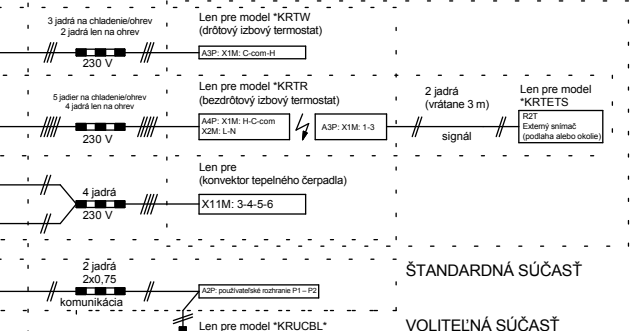 3 jadrá na chladenie/ohrev
2 jadrá len na ohrev
230 V
Len pre model *KRTW
(drôtový izbový termostat)
A3P: X1M: C-com-H
5 jadier na chladenie/ohrev
4 jadrá len na ohrev
230 V
Len pre model *KRTR
(bezdrôtový izbový termostat)
A4P: X1M: H-C-com
X2M: L-N
A3P: X1M: 1-3
2 jadrá
(vrátane 3 m)
signál
Len pre model
*KRTETS
R2T
Externý snímač
(podlaha alebo okolie)
4 jadrá
230 V
Len pre
(konvektor tepelného čerpadla)
X11M: 3-4-5-6
2 jadrá
2x0,75
komunikácia
A2P: používateľské rozhranie P1 – P2
ŠTANDARDNÁ SÚČASŤ
Len pre model *KRUCBL*
VOLITEĽNÁ SÚČASŤ